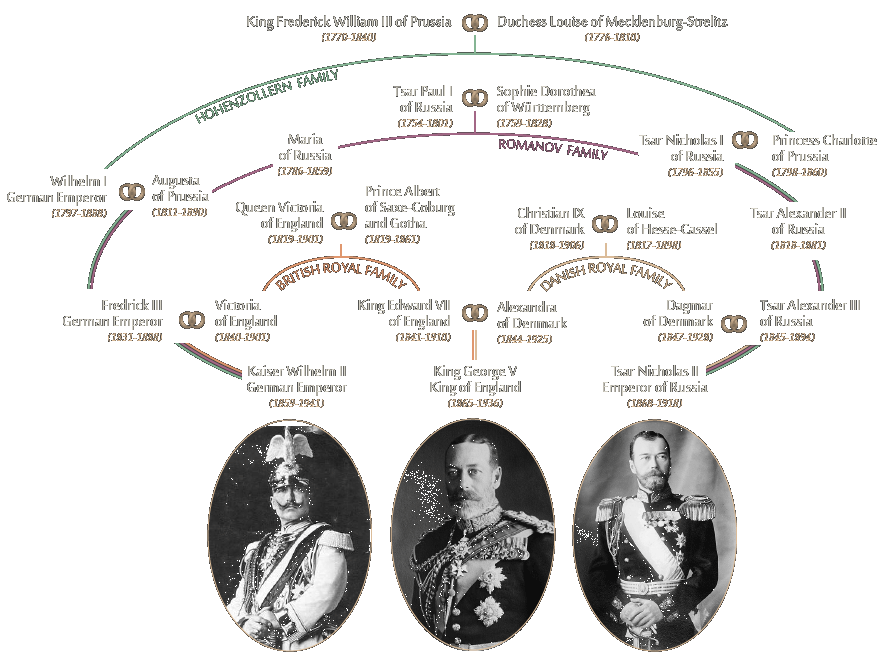 King Frederick William III of Prussia
(1770-1840)
Duchess Louise of Mecklenburg-Strelitz
(1776-1810)
HOHENZOLLERN FAMILY
Tsar Paul I
of Russia
(1754-1801)
Sophie Dorothea
of Württemberg
(1759-1828)
ROMANOV FAMILY
Maria
of Russia
(1786-1859)
Tsar Nicholas I
of Russia
(1796-1855)
Princess Charlotte
of Prussia
(1798-1860)
Wilhelm I
German Emperor
(1797-1888)
Augusta
of Prussia
(1811-1890)
Queen Victoria
of England
(1819-1901)
Prince Albert
of Saxe-Coburg
and Gotha
(1819-1861)
Christian IX
of Denmark
(1818-1906)
Louise
of Hesse-Cassel
(1817-1898)
Tsar Alexander II
of Russia
(1818-1881)
BRITISH ROYAL FAMILY
DANISH ROYAL FAMILY
Fredrick III
German Emperor
(1831-1888)
Victoria
of England
(1840-1901)
King Edward VII
of England
(1841-1910)
Alexandra
of Denmark
(1844-1925)
Dagmar
of Denmark
(1847-1928)
Tsar Alexander III
of Russia
(1845-1894)
Kaiser Wilhelm II
German Emperor
(1859-1941)
King George V
King of England
(1865-1936)
Tsar Nicholas II
Emperor of Russia
(1868-1918)